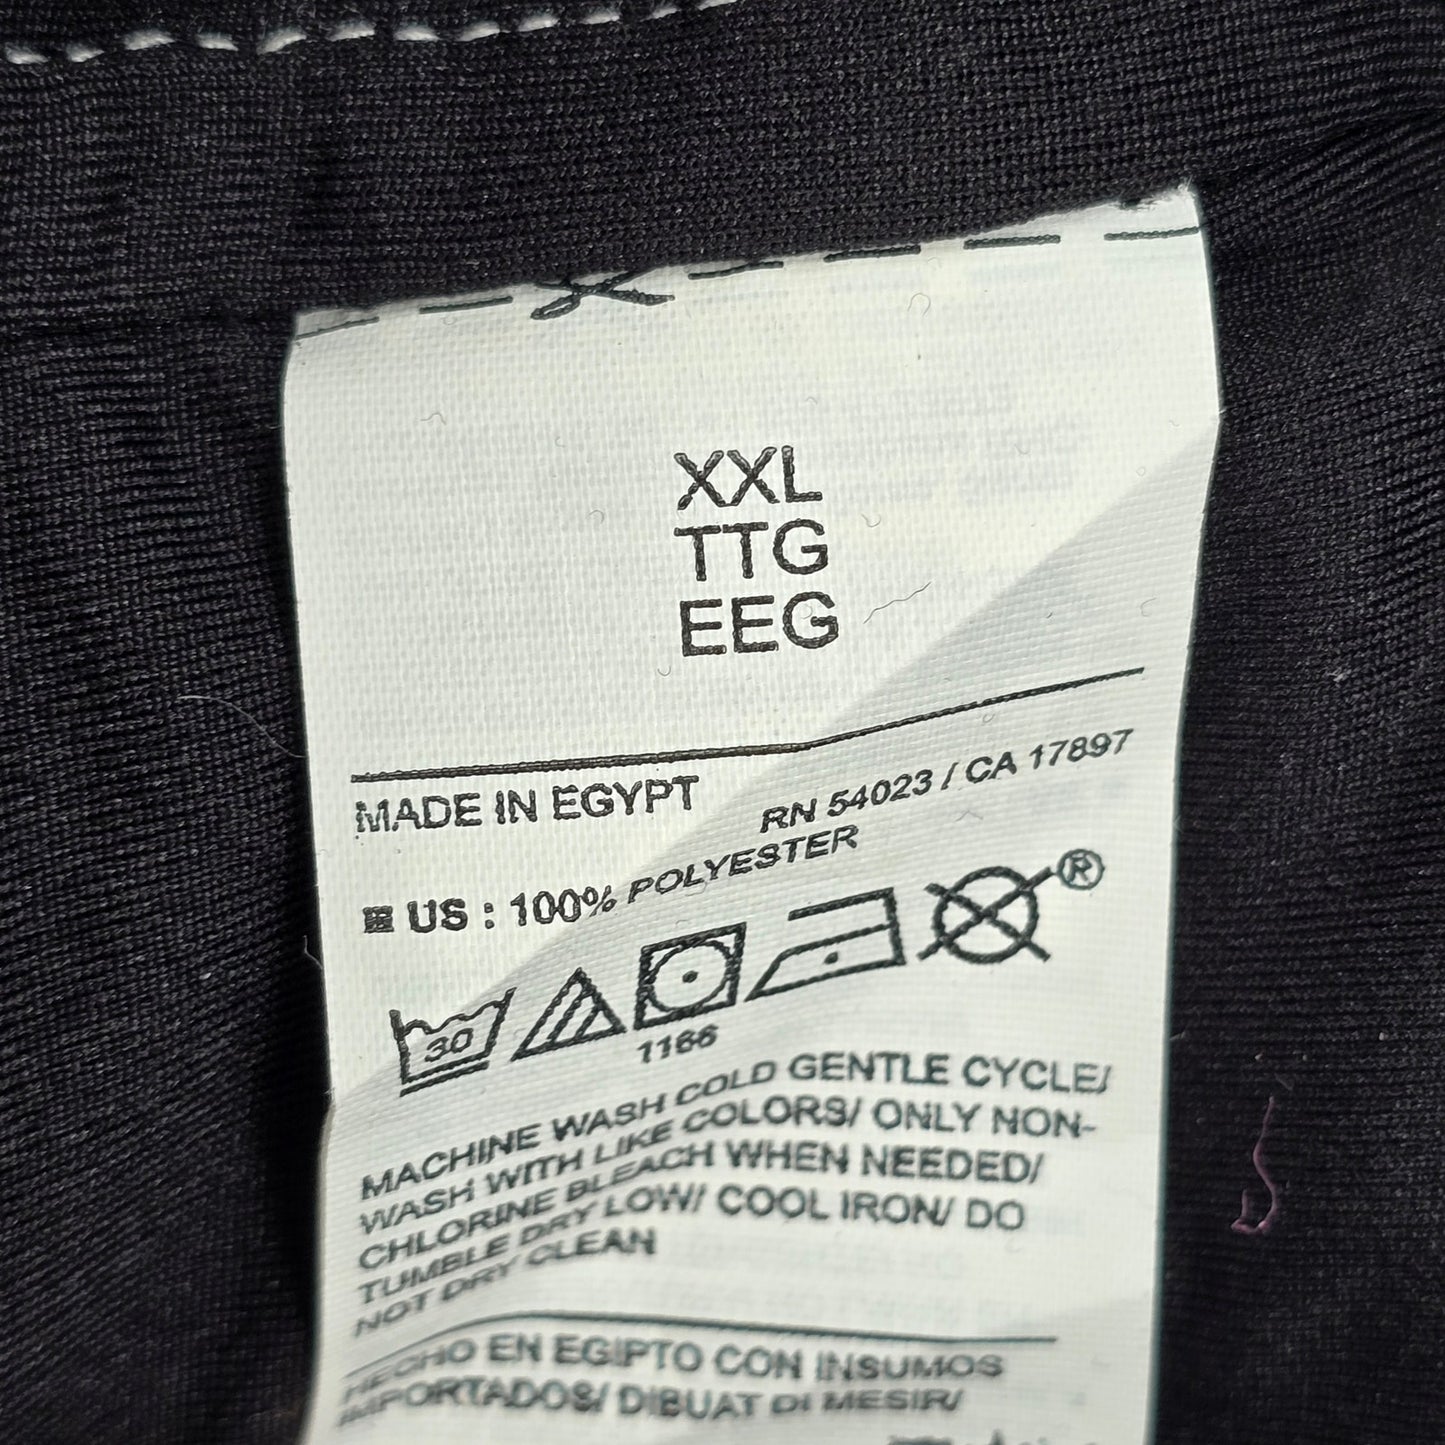 XXL
TTG
EEG
MADE IN EGYPT
RN 54023 / CA 17897
US : 100% POLYESTER
®
30
1166
MACHINE WASH COLD GENTLE CYCLE/
WASH WITH LIKE COLORS/ ONLY NON-
CHLORINE BLEACH WHEN NEEDED/
TUMBLE DRY LOW/ COOL IRON/ DO
NOT DRY CLEAN
HECHO EN EGIPTO CON INSUMOS
IMPORTADOS/ DIBUAT DI MESIR/